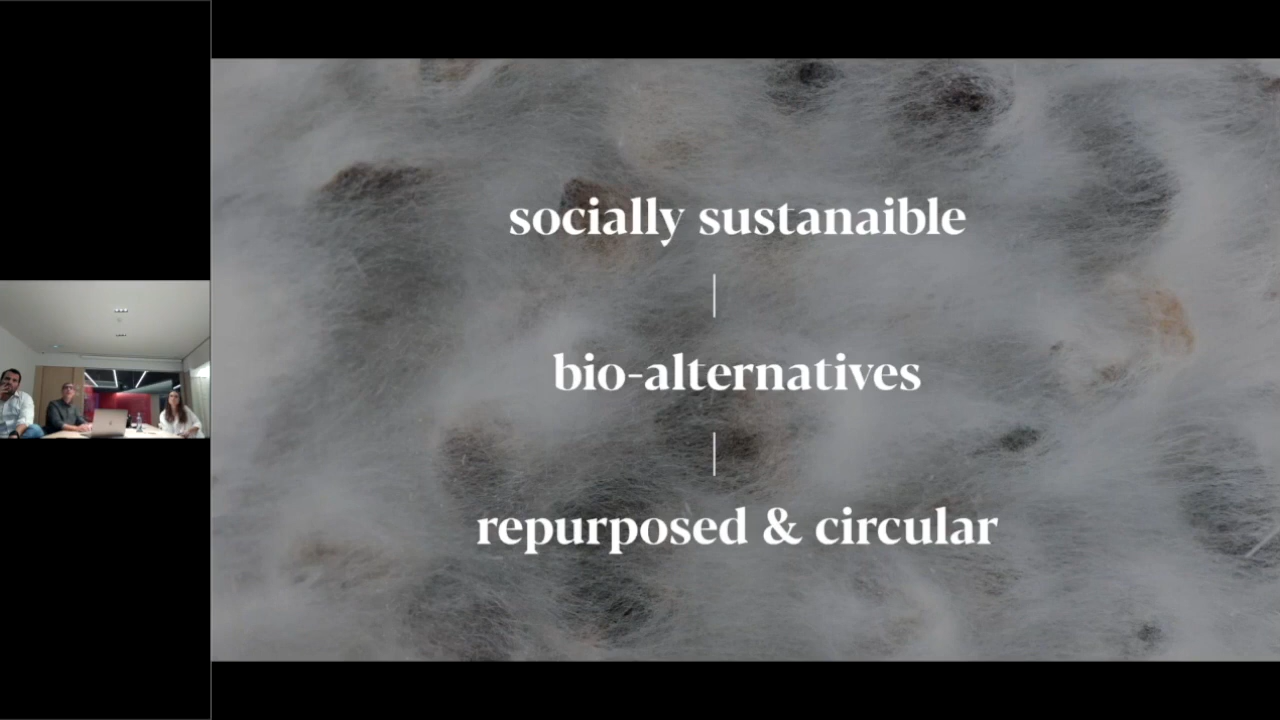 socially sustanaible
bio-alternatives
repurposed & circular